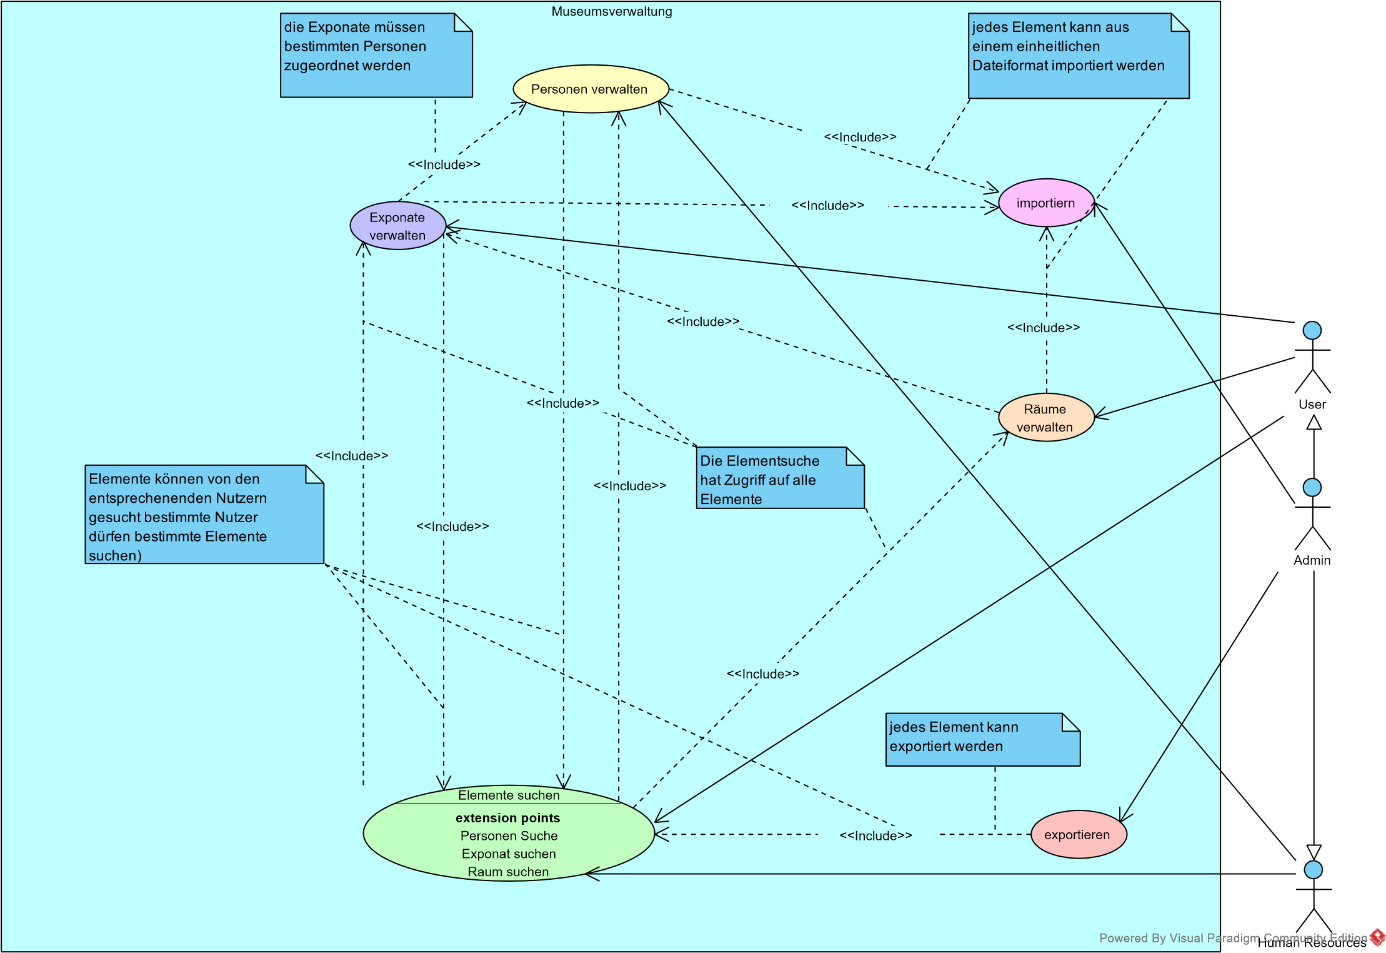 Museumsverwaltung
die Exponate müssen
bestimmten Personen
zugeordnet werden
jedes Element kann aus
einem einheitlichen
Dateiformat importiert werden
Personen verwalten
<<Include>>
<<Include>>
importiern
<<Include>>
Exponate
verwalten
<<Include>>
<<Include>>
User
<<Include>>
Räume
verwalten
<<Include>>
Die Elementsuche
hat Zugriff auf alle
Elemente
<<Include>>
Elemente können von den
entsprechenenden Nutzern
gesucht bestimmte Nutzer
dürfen bestimmte Elemente
suchen)
<<Include>>
Admin
<<Include>>
jedes Element kann
exportiert werden
Elemente suchen
extension points
Personen Suche
Exponat suchen
Raum suchen
<<Include>>
exportieren
Powered By Visual Paradigm Community Edition
Human Resources